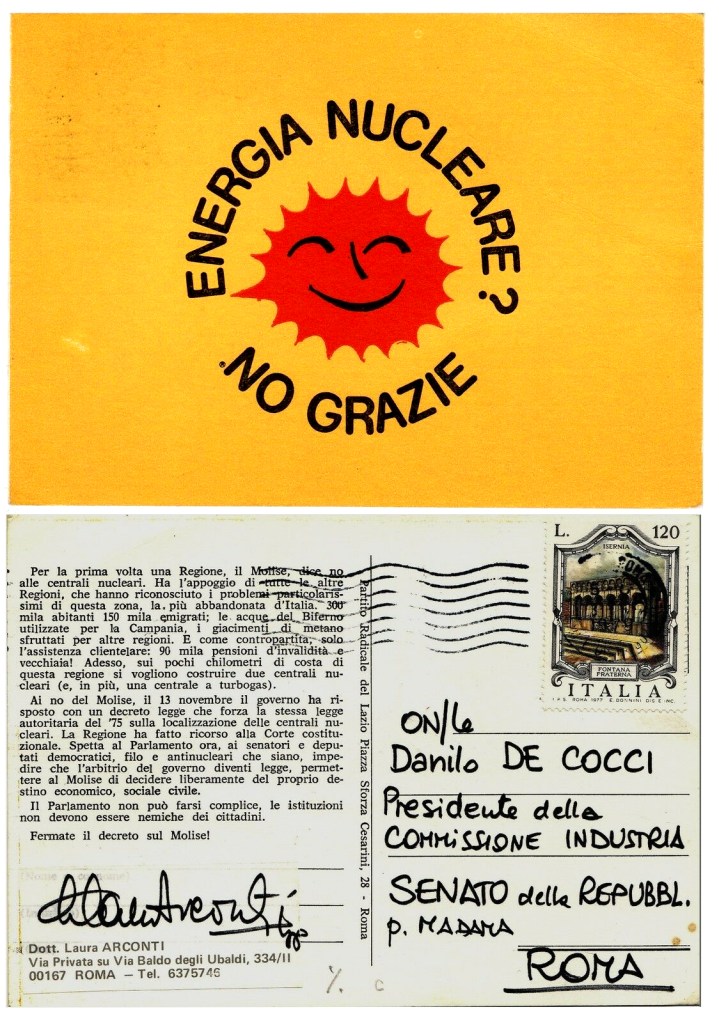 ENERGIA NUCLEARE?
NO GRAZIE
Per la prima volta una Regione, il Molise, dice no
alle centrali nucleari. Ha l'appoggio di tutte le altre
Regioni, che hanno riconosciuto i problemi particolaris-
simi di questa zona, la più abbandonata d'Italia. 300
mila abitanti 150 mila emigrati; le acque del Biferno
utilizzate per la Campania, i giacimenti di metano
sfruttati per altre regioni. E come contropartita, solo
l'assistenza clientelare: 90 mila pensioni d'invalidità e
vecchiaia! Adesso, sui pochi chilometri di costa di
questa regione si vogliono costruire due centrali nu-
cleari (e, in più, una centrale a turbogas).
Ai no del Molise, il 13 novembre il governo ha ri-
sposto con un decreto legge che forza la stessa legge
autoritaria del '75 sulla localizzazione delle centrali nu-
cleari. La Regione ha fatto ricorso alla Corte costitu-
zionale. Spetta al Parlamento ora, ai senatori e depu-
tati democratici, filo e antinucleari che siano, impe-
dire che l'arbitrio del governo diventi legge, permet-
tere al Molise di decidere liberamente del proprio de-
stino economico, sociale civile.
Il Parlamento non può farsi complice, le istituzioni
non devono essere nemiche dei cittadini.
Fermate il decreto sul Molise!
Dott. Laura ARCONTI
Via Privata su Via Baldo degli Ubaldi, 334/II
00167 ROMA — Tel. 6375746
Partito Radicale del Lazio Piazza Sforza Cesarini, 28 - Roma
L. 120
ISERNIA
FONTANA
FRATERNA
ITALIA
I.P.S. ROMA 1977 E. DONNINI DIS. E INC.
ON/le
Danilo DE COCCI
Presidente della
COMMISSIONE INDUSTRIA
SENATO della REPUBBL.
p. MADAMA
ROMA